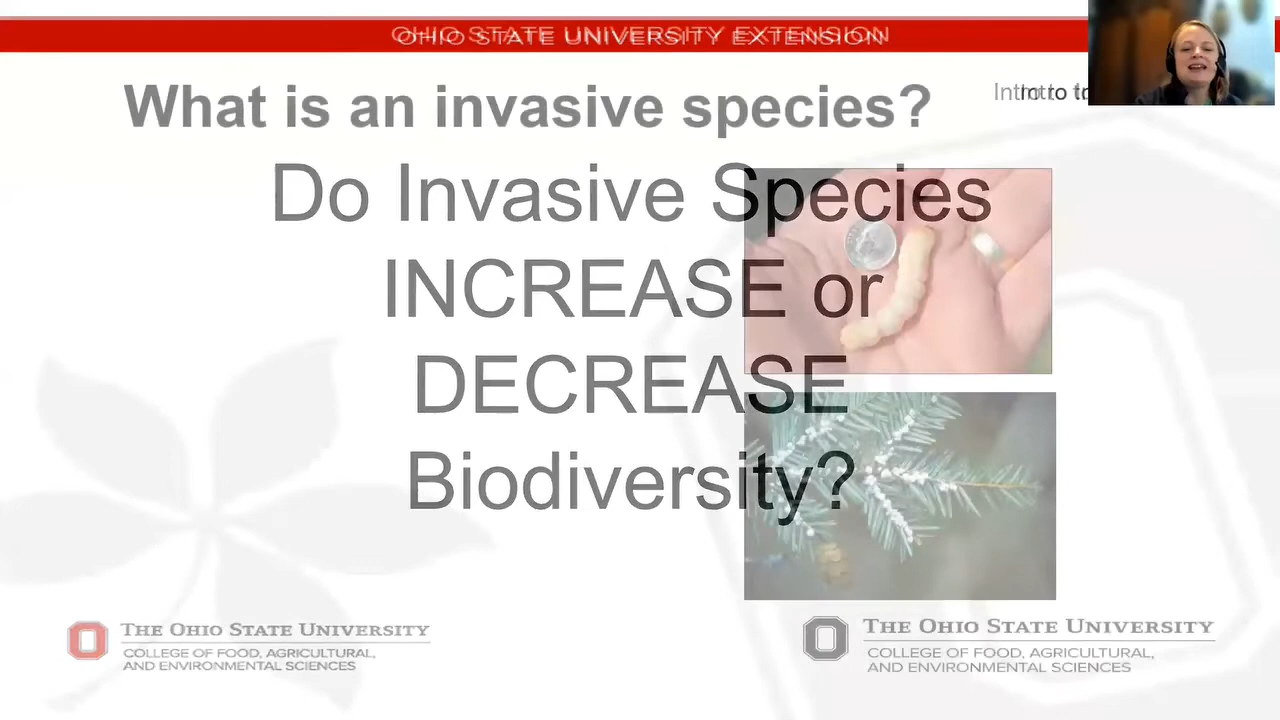 OHIO STATE UNIVERSITY EXTENSION
What is an invasive species?
Intro to
Do Invasive Species
INCREASE or
DECREASE
Biodiversity?
THE OHIO STATE UNIVERSITY
COLLEGE OF FOOD, AGRICULTURAL,
AND ENVIRONMENTAL SCIENCES
THE OHIO STATE UNIVERSITY
COLLEGE OF FOOD, AGRICULTURAL,
AND ENVIRONMENTAL SCIENCES